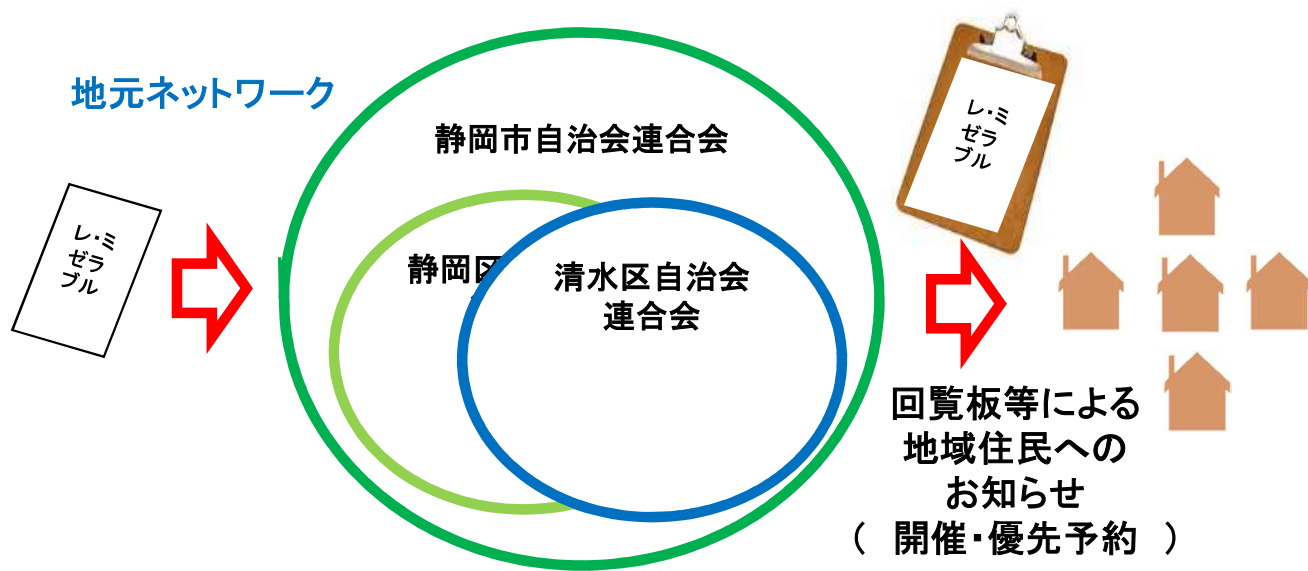 地元ネットワーク
静岡市自治会連合会
レ・ミ
ゼラ
ブル
静岡区
清水区自治会
連合会
レ・ミ
ゼラ
ブル
回覧板等による
地域住民への
お知らせ
（　開催・優先予約　）